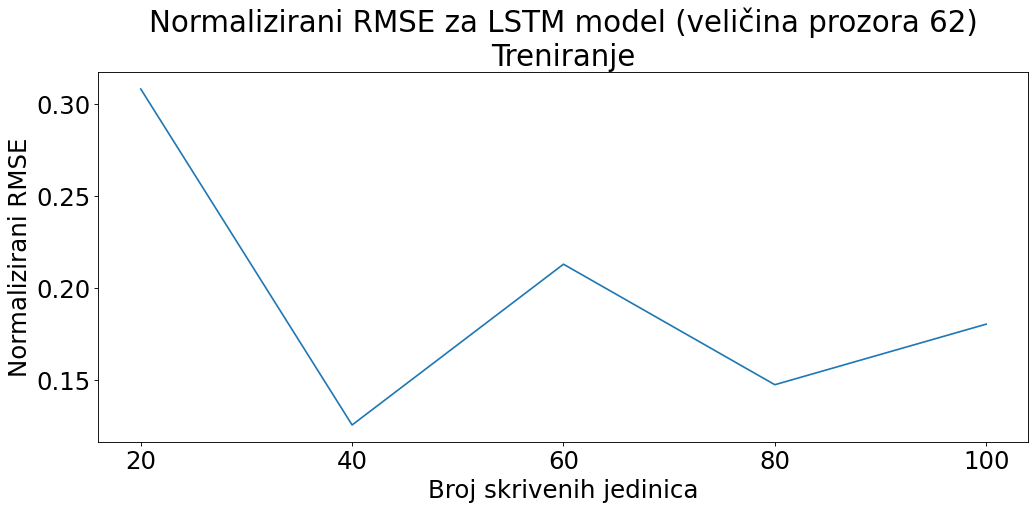 Normalizirani RMSE za LSTM model (veličina prozora 62)
Treniranje
Normalizirani RMSE
0.30
0.25
0.20
0.15
20 40 60 80 100
Broj skrivenih jedinica